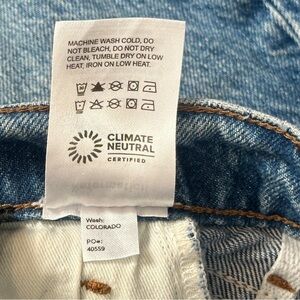 MACHINE WASH COLD, DO
NOT BLEACH, DO NOT DRY
CLEAN, TUMBLE DRY ON LOW
HEAT, IRON ON LOW HEAT.
CLIMATE
NEUTRAL
CERTIFIED
Wash:
COLORADO
PO#:
40559